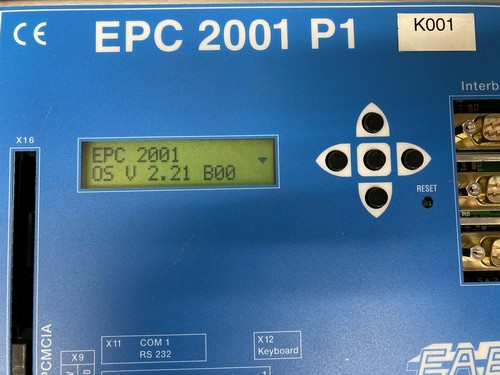 CE
EPC 2001 P1
K001
Interb
X16
EPC 2001
OS V 2.21 B00
RESET
PCMCIA
X11
COM 1
RS 232
X12
Keyboard
X9
1